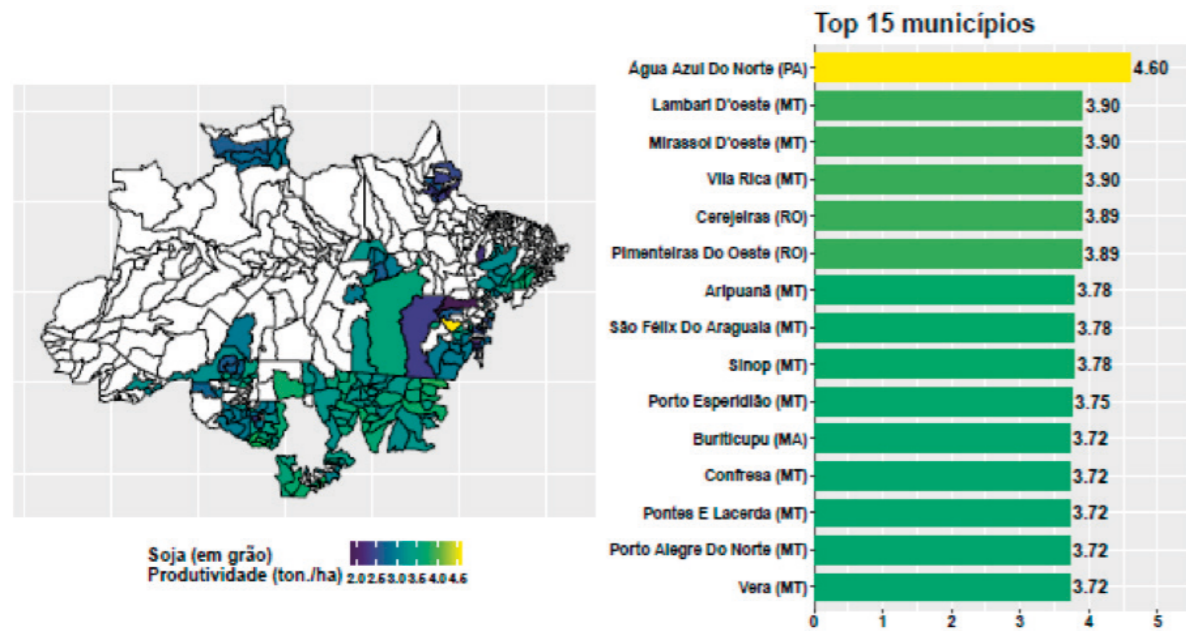 Top 15 municípios
Água Azul Do Norte (PA) 4.60
Lambari D'oeste (MT) 3.90
Mirassol D'oeste (MT) 3.90
Vila Rica (MT) 3.90
Cerejeiras (RO) 3.89
Pimenteiras Do Oeste (RO) 3.89
Aripuanã (MT) 3.78
São Félix Do Araguaia (MT) 3.78
Sinop (MT) 3.78
Porto Esperidião (MT) 3.75
Buriticupu (MA) 3.72
Confresa (MT) 3.72
Pontes E Lacerda (MT) 3.72
Porto Alegre Do Norte (MT) 3.72
Vera (MT) 3.72
0 1 2 3 4 5
Soja (em grão)
Produtividade (ton./ha) 2.0 2.5 3.0 3.5 4.0 4.5